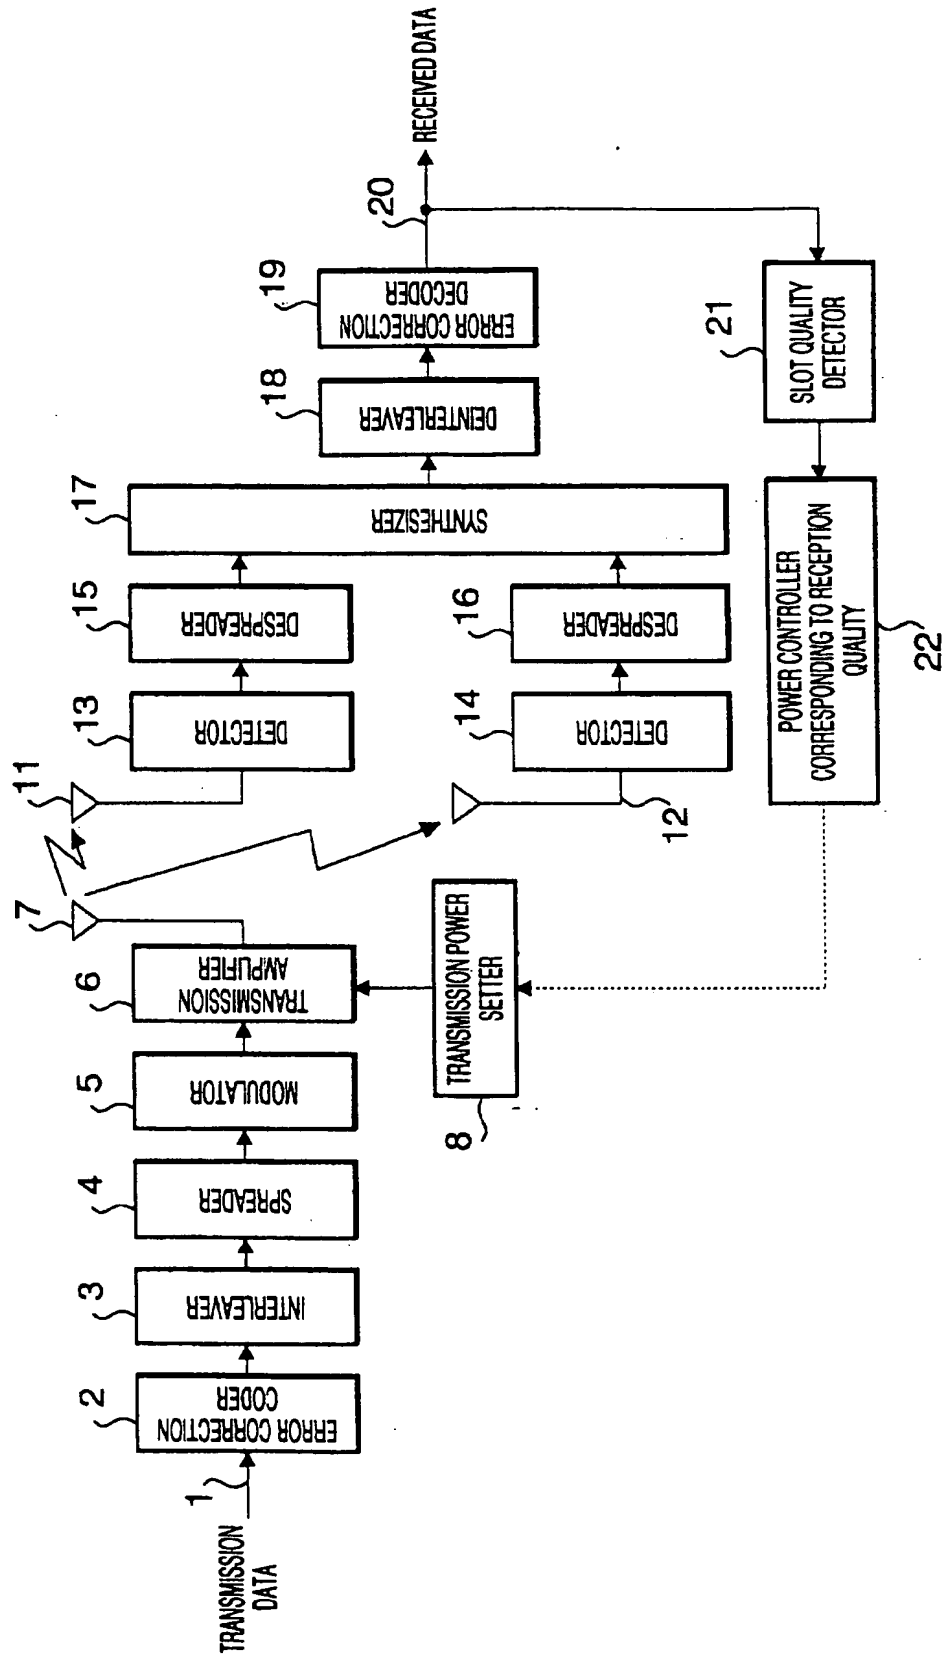 TRANSMISSION
DATA
1
2
ERROR CORRECTION
CODER
3
INTERLEAVER
4
SPREADER
5
MODULATOR
6
TRANSMISSION
AMPLIFIER
7
8
TRANSMISSION POWER
SETTER
11
12
13
DETECTOR
14
DETECTOR
15
DESPREADER
16
DESPREADER
17
SYNTHESIZER
18
DEINTERLEAVER
19
ERROR CORRECTION
DECODER
20
RECEIVED DATA
21
SLOT QUALITY
DETECTOR
POWER CONTROLLER
CORRESPONDING TO RECEPTION
QUALITY
22